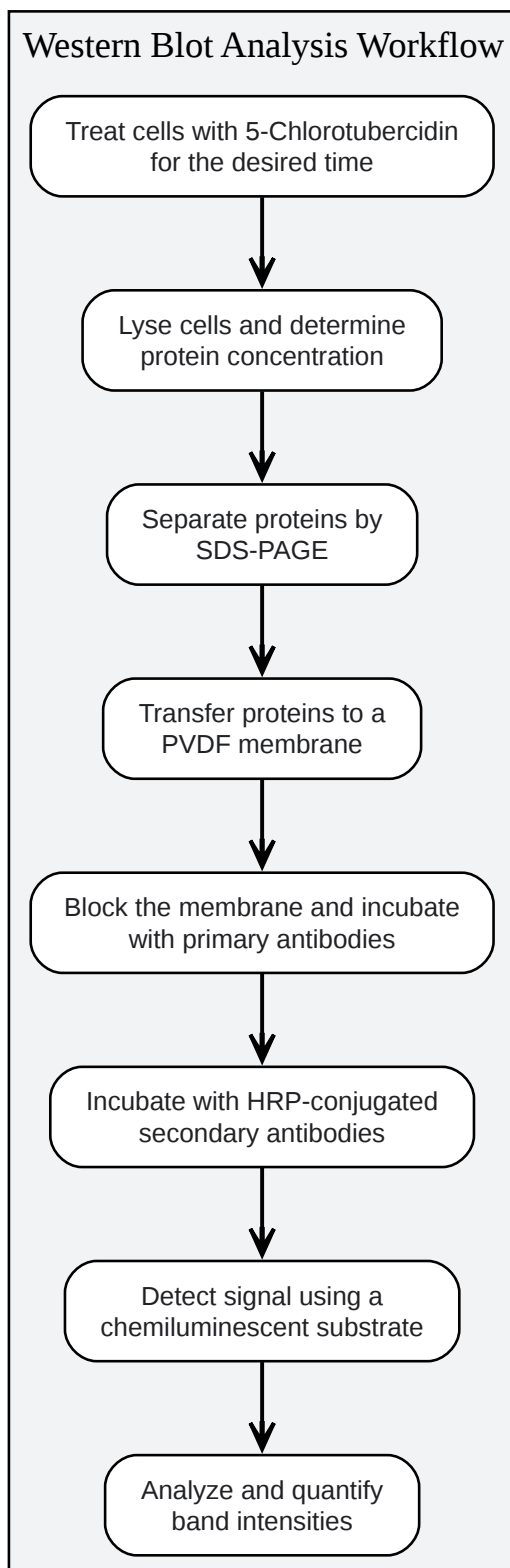 Western Blot Analysis Workflow
Treat cells with 5-Chlorotubercidin
for the desired time
Lyse cells and determine
protein concentration
Separate proteins by
SDS-PAGE
Transfer proteins to a
PVDF membrane
Block the membrane and incubate
with primary antibodies
Incubate with HRP-conjugated
secondary antibodies
Detect signal using a
chemiluminescent substrate
Analyze and quantify
band intensities